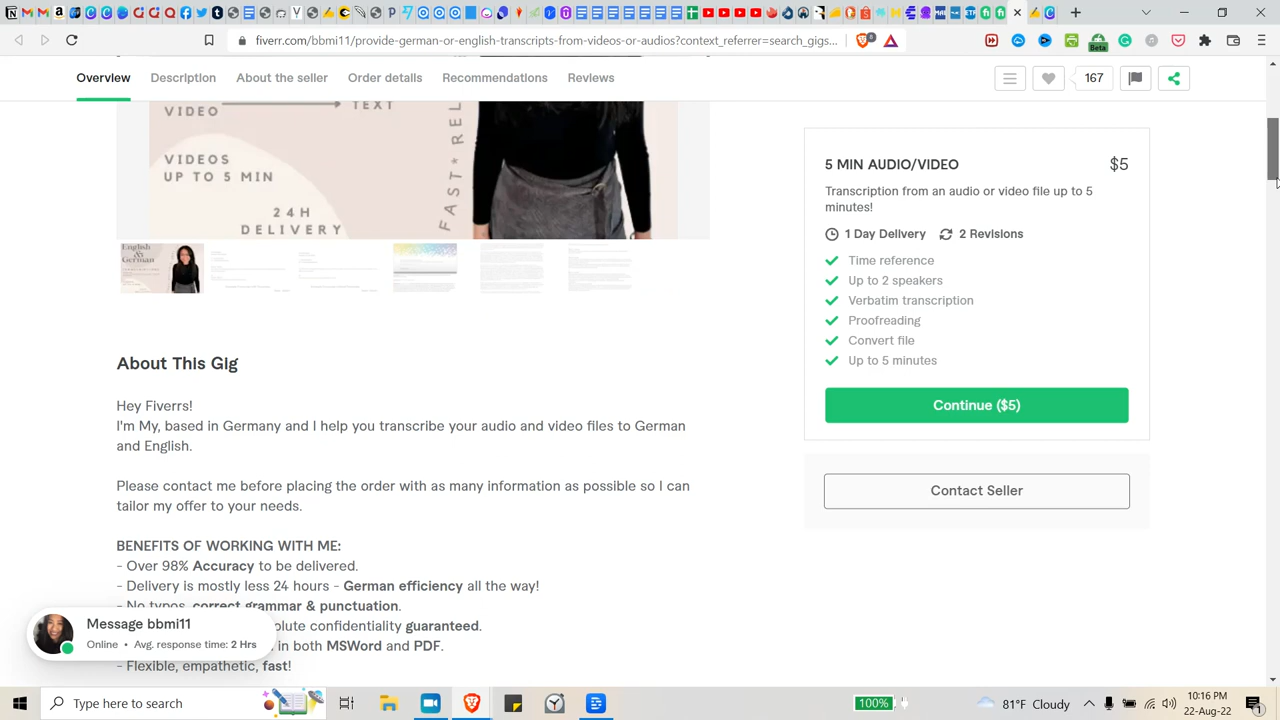 fiverr.com/bbmi11/provide-german-or-english-transcripts-from-videos-or-audios?context_referrer=search_gigs...
8
Beta
Overview
Description
About the seller
Order details
Recommendations
Reviews
167
VIDEO
TEXT
VIDEOS
UP TO 5 MIN
24H
DELIVERY
FAST* REL
English
&
German
5 MIN AUDIO/VIDEO
$5
Transcription from an audio or video file up to 5
minutes!
1 Day Delivery
2 Revisions
Time reference
Up to 2 speakers
Verbatim transcription
Proofreading
Convert file
Up to 5 minutes
Continue ($5)
Contact Seller
About This Gig
Hey Fiverrs!
I'm My, based in Germany and I help you transcribe your audio and video files to German
and English.
Please contact me before placing the order with as many information as possible so I can
tailor my offer to your needs.
BENEFITS OF WORKING WITH ME:
- Over 98% Accuracy to be delivered.
- Delivery is mostly less 24 hours - German efficiency all the way!
- No typos, correct grammar & punctuation.
olute confidentiality guaranteed.
in both MSWord and PDF.
- Flexible, empathetic, fast!
Message bbmi11
Online • Avg. response time: 2 Hrs
Type here to search
100%
81°F Cloudy
10:16 PM
22-Aug-22
1